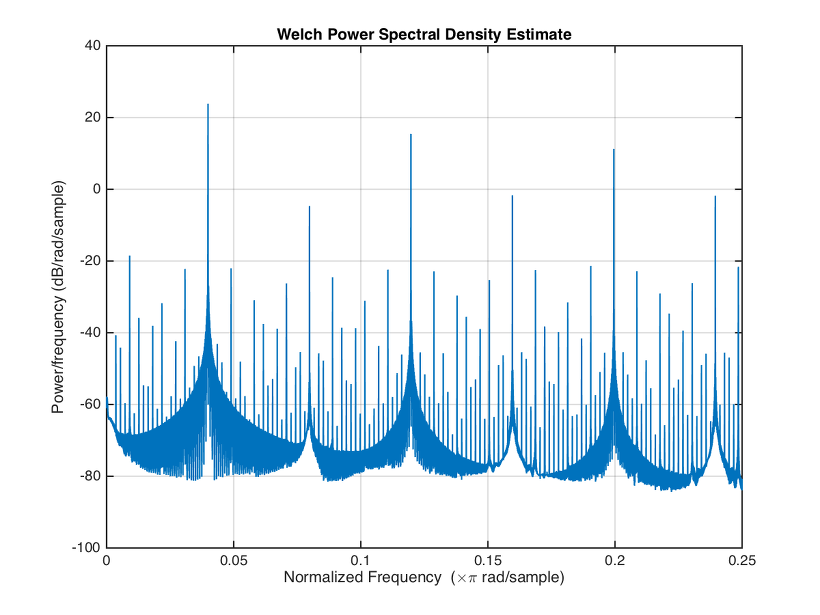 Welch Power Spectral Density Estimate
Power/frequency (dB/rad/sample)
40
20
0
-20
-40
-60
-80
-100
0 0.05 0.1 0.15 0.2 0.25
Normalized Frequency (×π rad/sample)